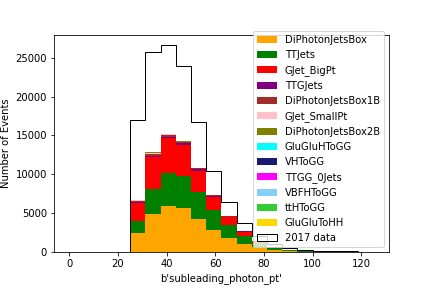 DiPhotonJetsBox
TTJets
GJet_BigPt
TTGJets
DiPhotonJetsBox1B
GJet_SmallPt
DiPhotonJetsBox2B
GluGluHToGG
VHToGG
TTGG_0Jets
VBFHToGG
ttHToGG
GluGluToHH
2017 data
Number of Events
25000
20000
15000
10000
5000
0
0 20 40 60 80 100 120
b'subleading_photon_pt'